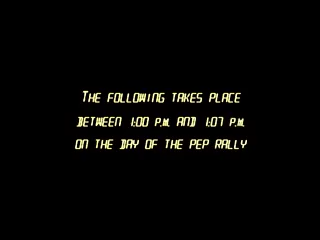 THE FOLLOWING TAKES PLACE
BETWEEN 1:00 P.M. AND 1:07 P.M.
ON THE DAY OF THE PEP RALLY